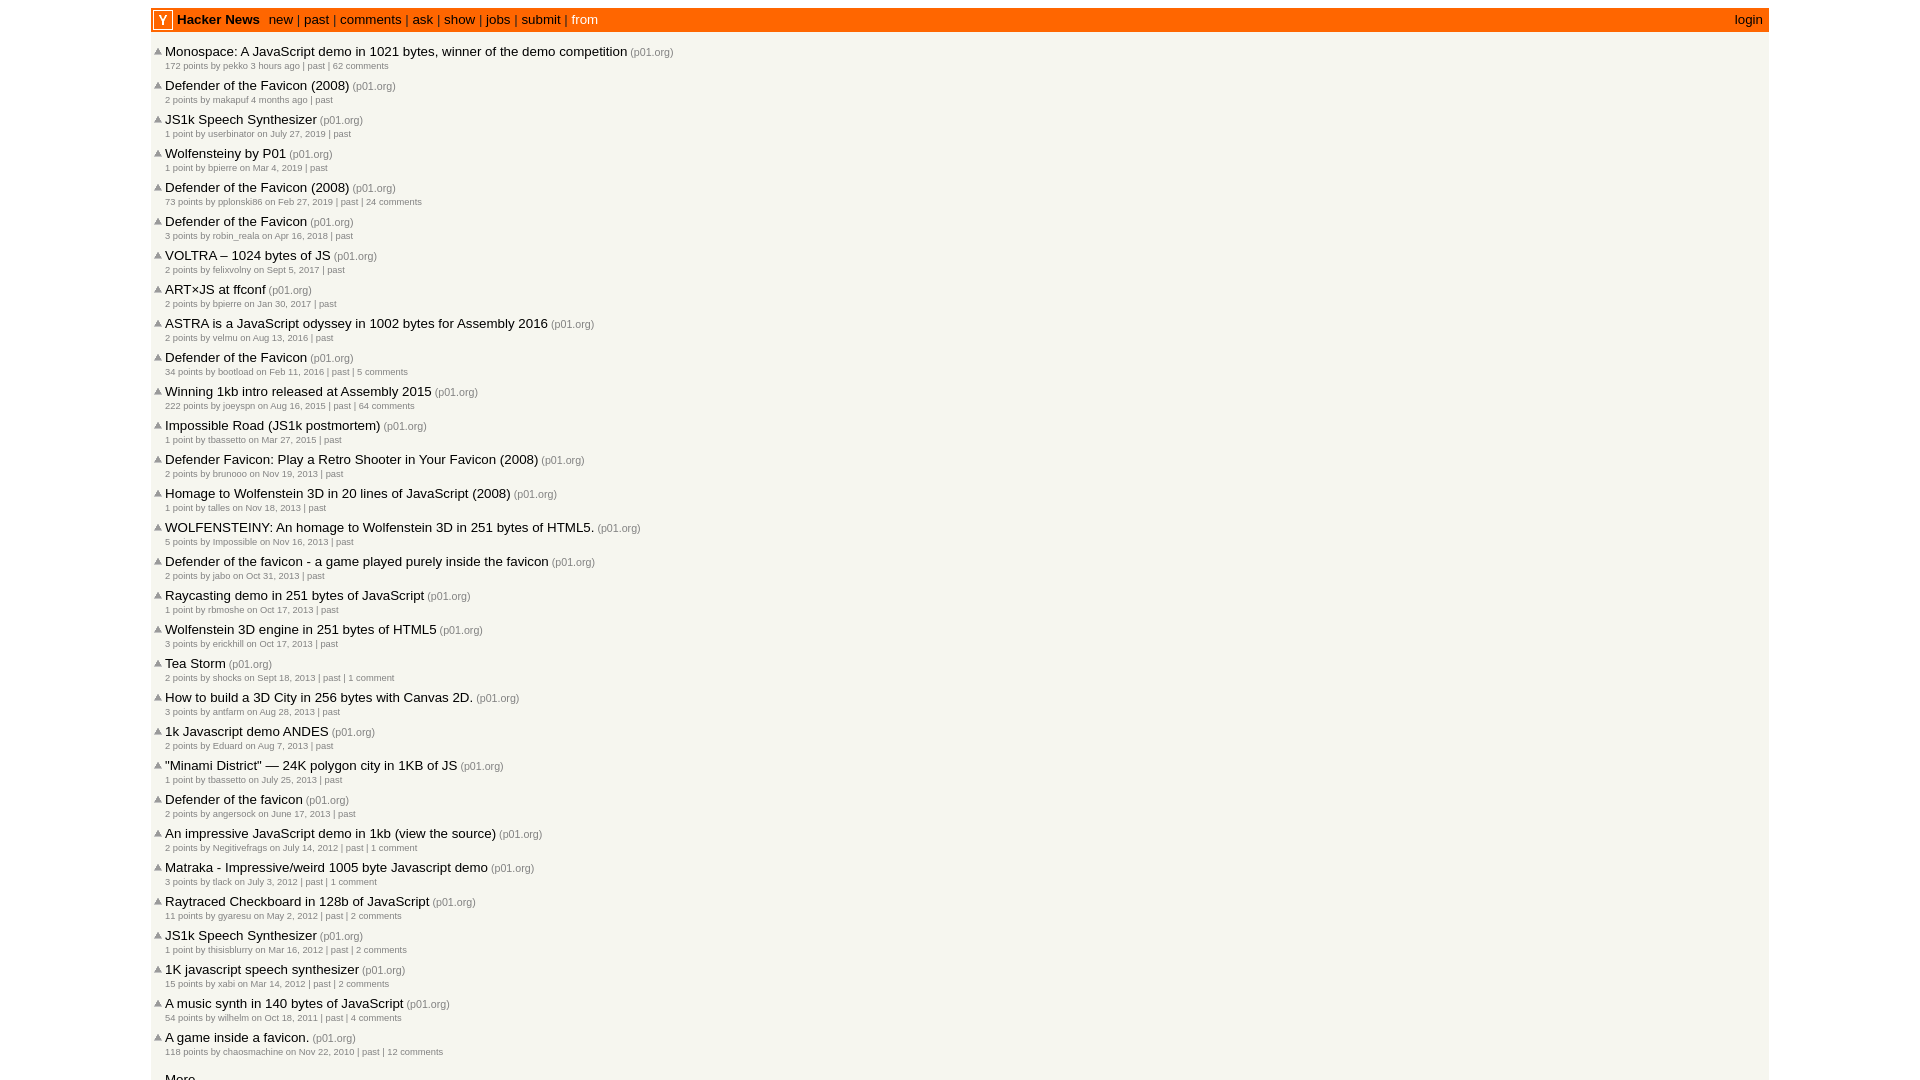 Y Hacker News new | past | comments | ask | show | jobs | submit | from login
Monospace: A JavaScript demo in 1021 bytes, winner of the demo competition (p01.org)
172 points by pekko 3 hours ago | past | 62 comments
Defender of the Favicon (2008) (p01.org)
2 points by makapuf 4 months ago | past
JS1k Speech Synthesizer (p01.org)
1 point by userbinator on July 27, 2019 | past
Wolfensteiny by P01 (p01.org)
1 point by bpierre on Mar 4, 2019 | past
Defender of the Favicon (2008) (p01.org)
73 points by pplonski86 on Feb 27, 2019 | past | 24 comments
Defender of the Favicon (p01.org)
3 points by robin_reala on Apr 16, 2018 | past
VOLTRA – 1024 bytes of JS (p01.org)
2 points by felixvolny on Sept 5, 2017 | past
ART×JS at ffconf (p01.org)
2 points by bpierre on Jan 30, 2017 | past
ASTRA is a JavaScript odyssey in 1002 bytes for Assembly 2016 (p01.org)
2 points by velmu on Aug 13, 2016 | past
Defender of the Favicon (p01.org)
34 points by bootload on Feb 11, 2016 | past | 5 comments
Winning 1kb intro released at Assembly 2015 (p01.org)
222 points by joeyspn on Aug 16, 2015 | past | 64 comments
Impossible Road (JS1k postmortem) (p01.org)
1 point by tbassetto on Mar 27, 2015 | past
Defender Favicon: Play a Retro Shooter in Your Favicon (2008) (p01.org)
2 points by brunooo on Nov 19, 2013 | past
Homage to Wolfenstein 3D in 20 lines of JavaScript (2008) (p01.org)
1 point by talles on Nov 18, 2013 | past
WOLFENSTEINY: An homage to Wolfenstein 3D in 251 bytes of HTML5. (p01.org)
5 points by Impossible on Nov 16, 2013 | past
Defender of the favicon - a game played purely inside the favicon (p01.org)
2 points by jabo on Oct 31, 2013 | past
Raycasting demo in 251 bytes of JavaScript (p01.org)
1 point by rbmoshe on Oct 17, 2013 | past
Wolfenstein 3D engine in 251 bytes of HTML5 (p01.org)
3 points by erickhill on Oct 17, 2013 | past
Tea Storm (p01.org)
2 points by shocks on Sept 18, 2013 | past | 1 comment
How to build a 3D City in 256 bytes with Canvas 2D. (p01.org)
3 points by antfarm on Aug 28, 2013 | past
1k Javascript demo ANDES (p01.org)
2 points by Eduard on Aug 7, 2013 | past
"Minami District" — 24K polygon city in 1KB of JS (p01.org)
1 point by tbassetto on July 25, 2013 | past
Defender of the favicon (p01.org)
2 points by angersock on June 17, 2013 | past
An impressive JavaScript demo in 1kb (view the source) (p01.org)
2 points by Negitivefrags on July 14, 2012 | past | 1 comment
Matraka - Impressive/weird 1005 byte Javascript demo (p01.org)
3 points by tlack on July 3, 2012 | past | 1 comment
Raytraced Checkboard in 128b of JavaScript (p01.org)
11 points by gyaresu on May 2, 2012 | past | 2 comments
JS1k Speech Synthesizer (p01.org)
1 point by thisisblurry on Mar 16, 2012 | past | 2 comments
1K javascript speech synthesizer (p01.org)
15 points by xabi on Mar 14, 2012 | past | 2 comments
A music synth in 140 bytes of JavaScript (p01.org)
54 points by wilhelm on Oct 18, 2011 | past | 4 comments
A game inside a favicon. (p01.org)
118 points by chaosmachine on Nov 22, 2010 | past | 12 comments
More